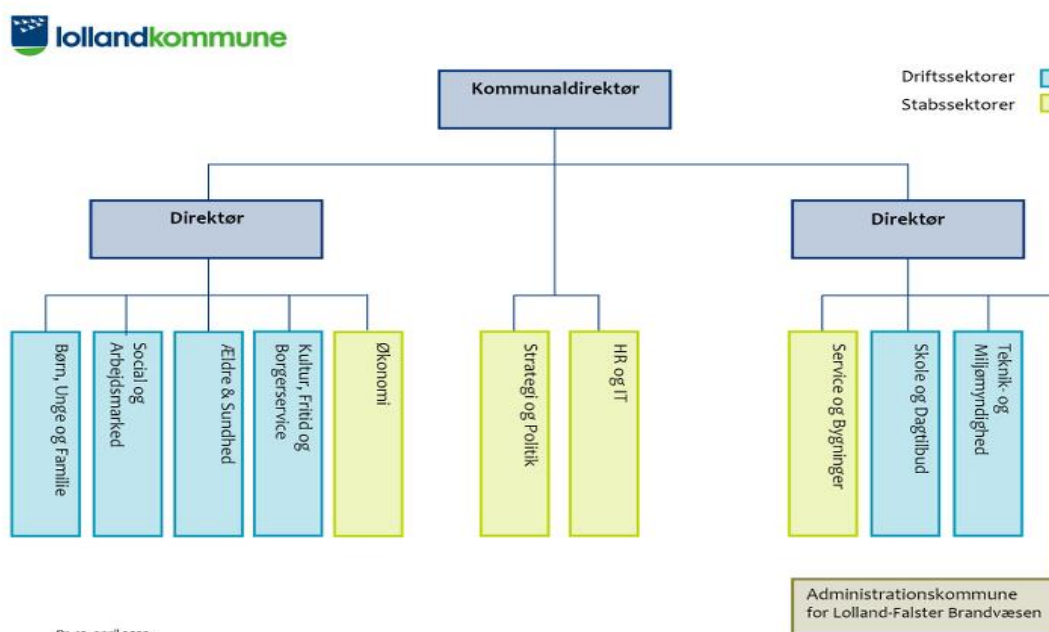 lollandkommune
Kommunaldirektør
Driftssektorer
Stabssektorer
Direktør
Direktør
Børn, Unge og Familie
Social og
Arbejdsmarked
Ældre & Sundhed
Kultur, Fritid og
Borgerservice
Økonomi
Strategi og Politik
HR og IT
Service og Bygninger
Skole og Dagtilbud
Teknik- og
Miljømyndighed
Administrationskommune
for Lolland-Falster Brandvæsen